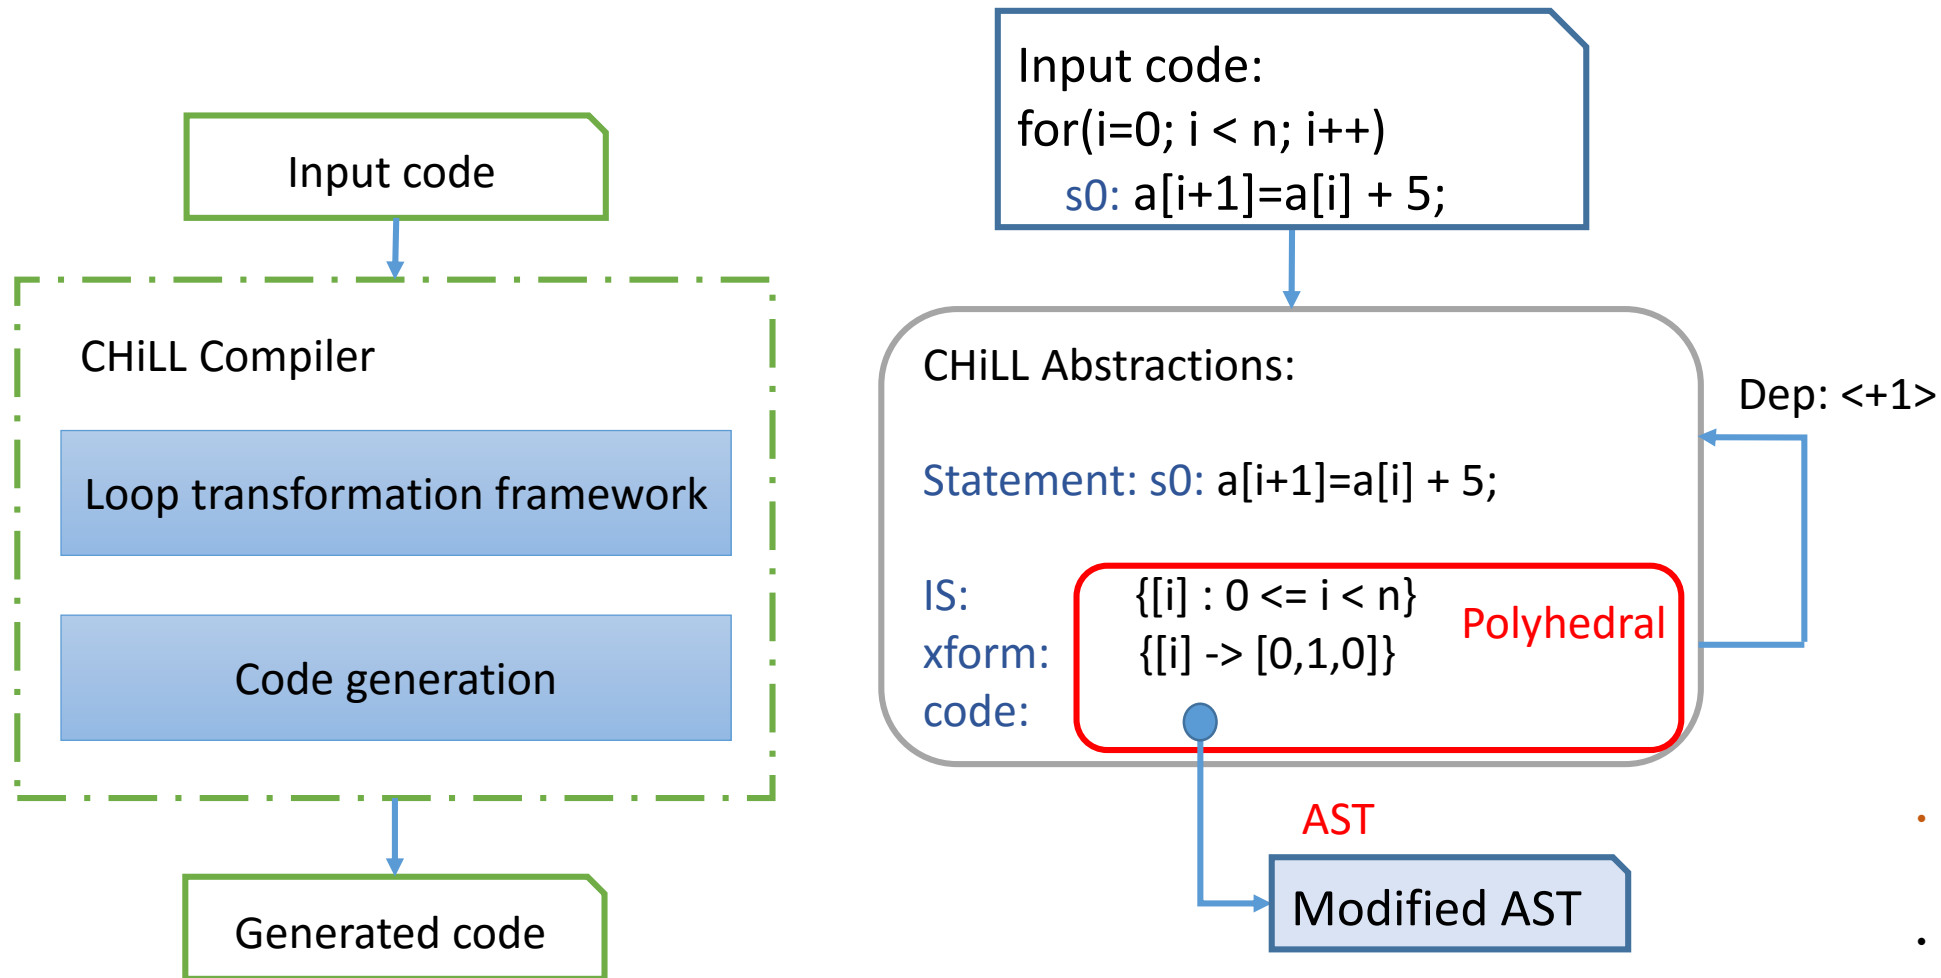 Input code
CHiLL Compiler
Loop transformation framework
Code generation
Generated code
Input code:
for(i=0; i < n; i++)
s0: a[i+1]=a[i] + 5;
CHiLL Abstractions:
Dep: <+1>
Statement: s0: a[i+1]=a[i] + 5;
IS: {[i] : 0 <= i < n}
Polyhedral
xform: {[i] -> [0,1,0]}
code:
AST
Modified AST